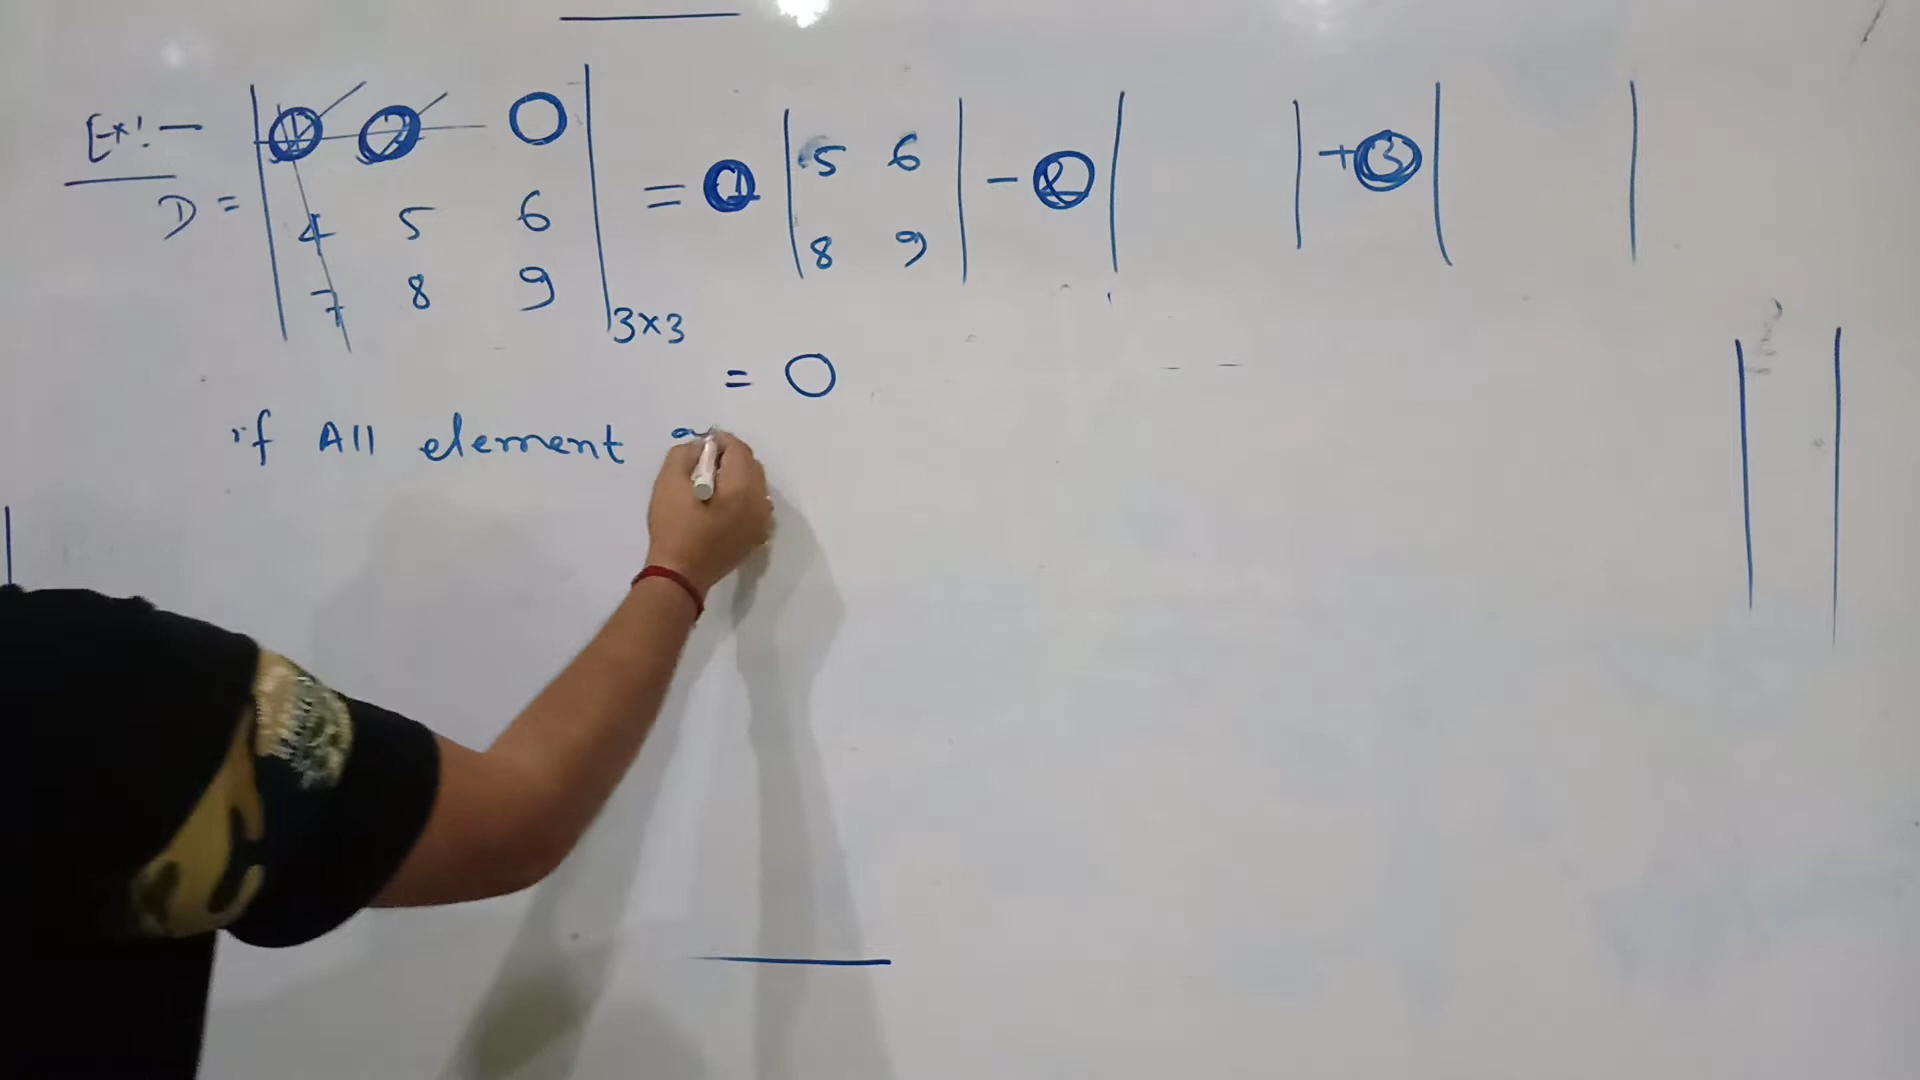 Ex:-
D = | 0 0 0 | = 0 | 5 6 | - 0 | | + 0 | |
4 5 6
8 9
7 8 9
3×3
= 0
if All element